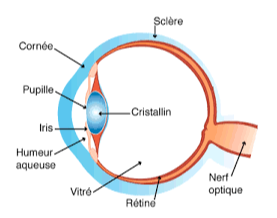 Sclère
Cornée
Pupille
Cristallin
Iris
Humeur
aqueuse
Vitré
Rétine
Nerf
optique